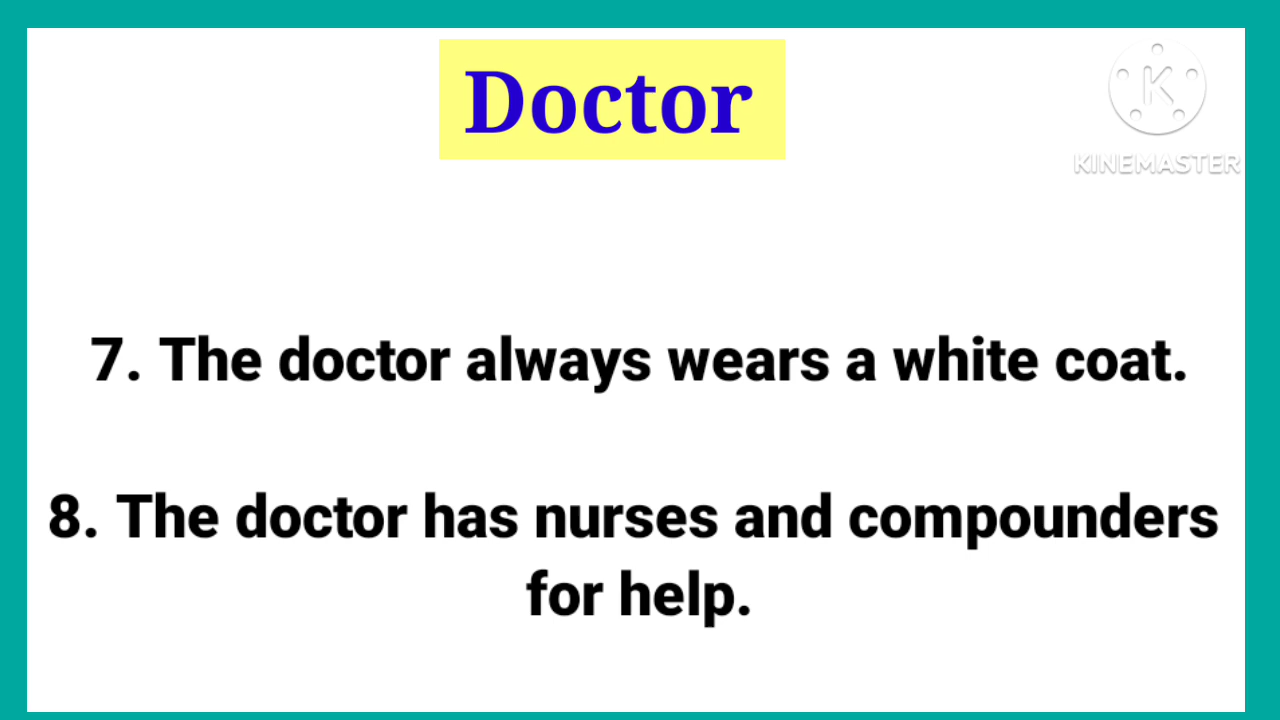 Doctor
K
KINEMASTER
7. The doctor always wears a white coat.
8. The doctor has nurses and compounders
for help.